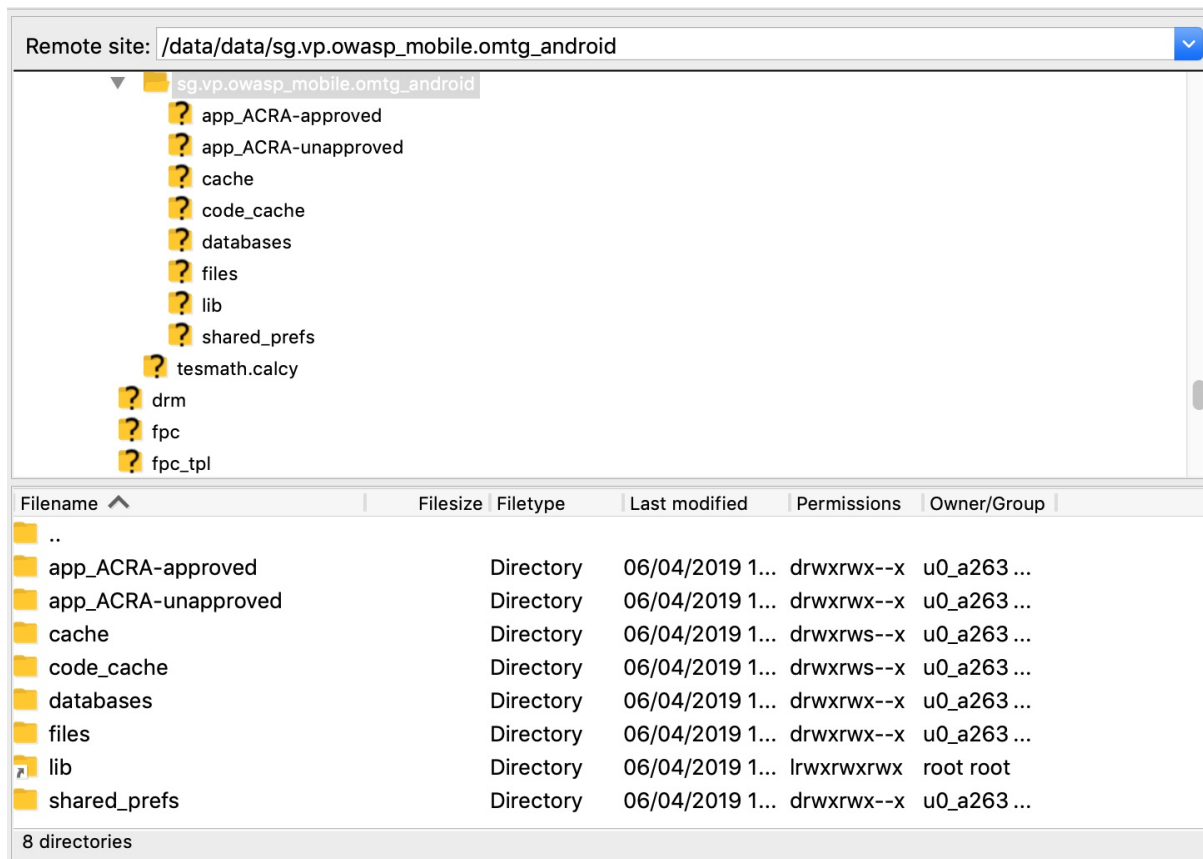 Remote site: /data/data/sg.vp.owasp_mobile.omtg_android
sg.vp.owasp_mobile.omtg_android
app_ACRA-approved
app_ACRA-unapproved
cache
code_cache
databases
files
lib
shared_prefs
tesmath.calcy
drm
fpc
fpc_tpl
Filename Filesize Filetype Last modified Permissions Owner/Group
..
app_ACRA-approved Directory 06/04/2019 1... drwxrwx--x u0_a263 ...
app_ACRA-unapproved Directory 06/04/2019 1... drwxrwx--x u0_a263 ...
cache Directory 06/04/2019 1... drwxrws--x u0_a263 ...
code_cache Directory 06/04/2019 1... drwxrws--x u0_a263 ...
databases Directory 06/04/2019 1... drwxrwx--x u0_a263 ...
files Directory 06/04/2019 1... drwxrwx--x u0_a263 ...
lib Directory 06/04/2019 1... lrwxrwxrwx root root
shared_prefs Directory 06/04/2019 1... drwxrwx--x u0_a263 ...
8 directories